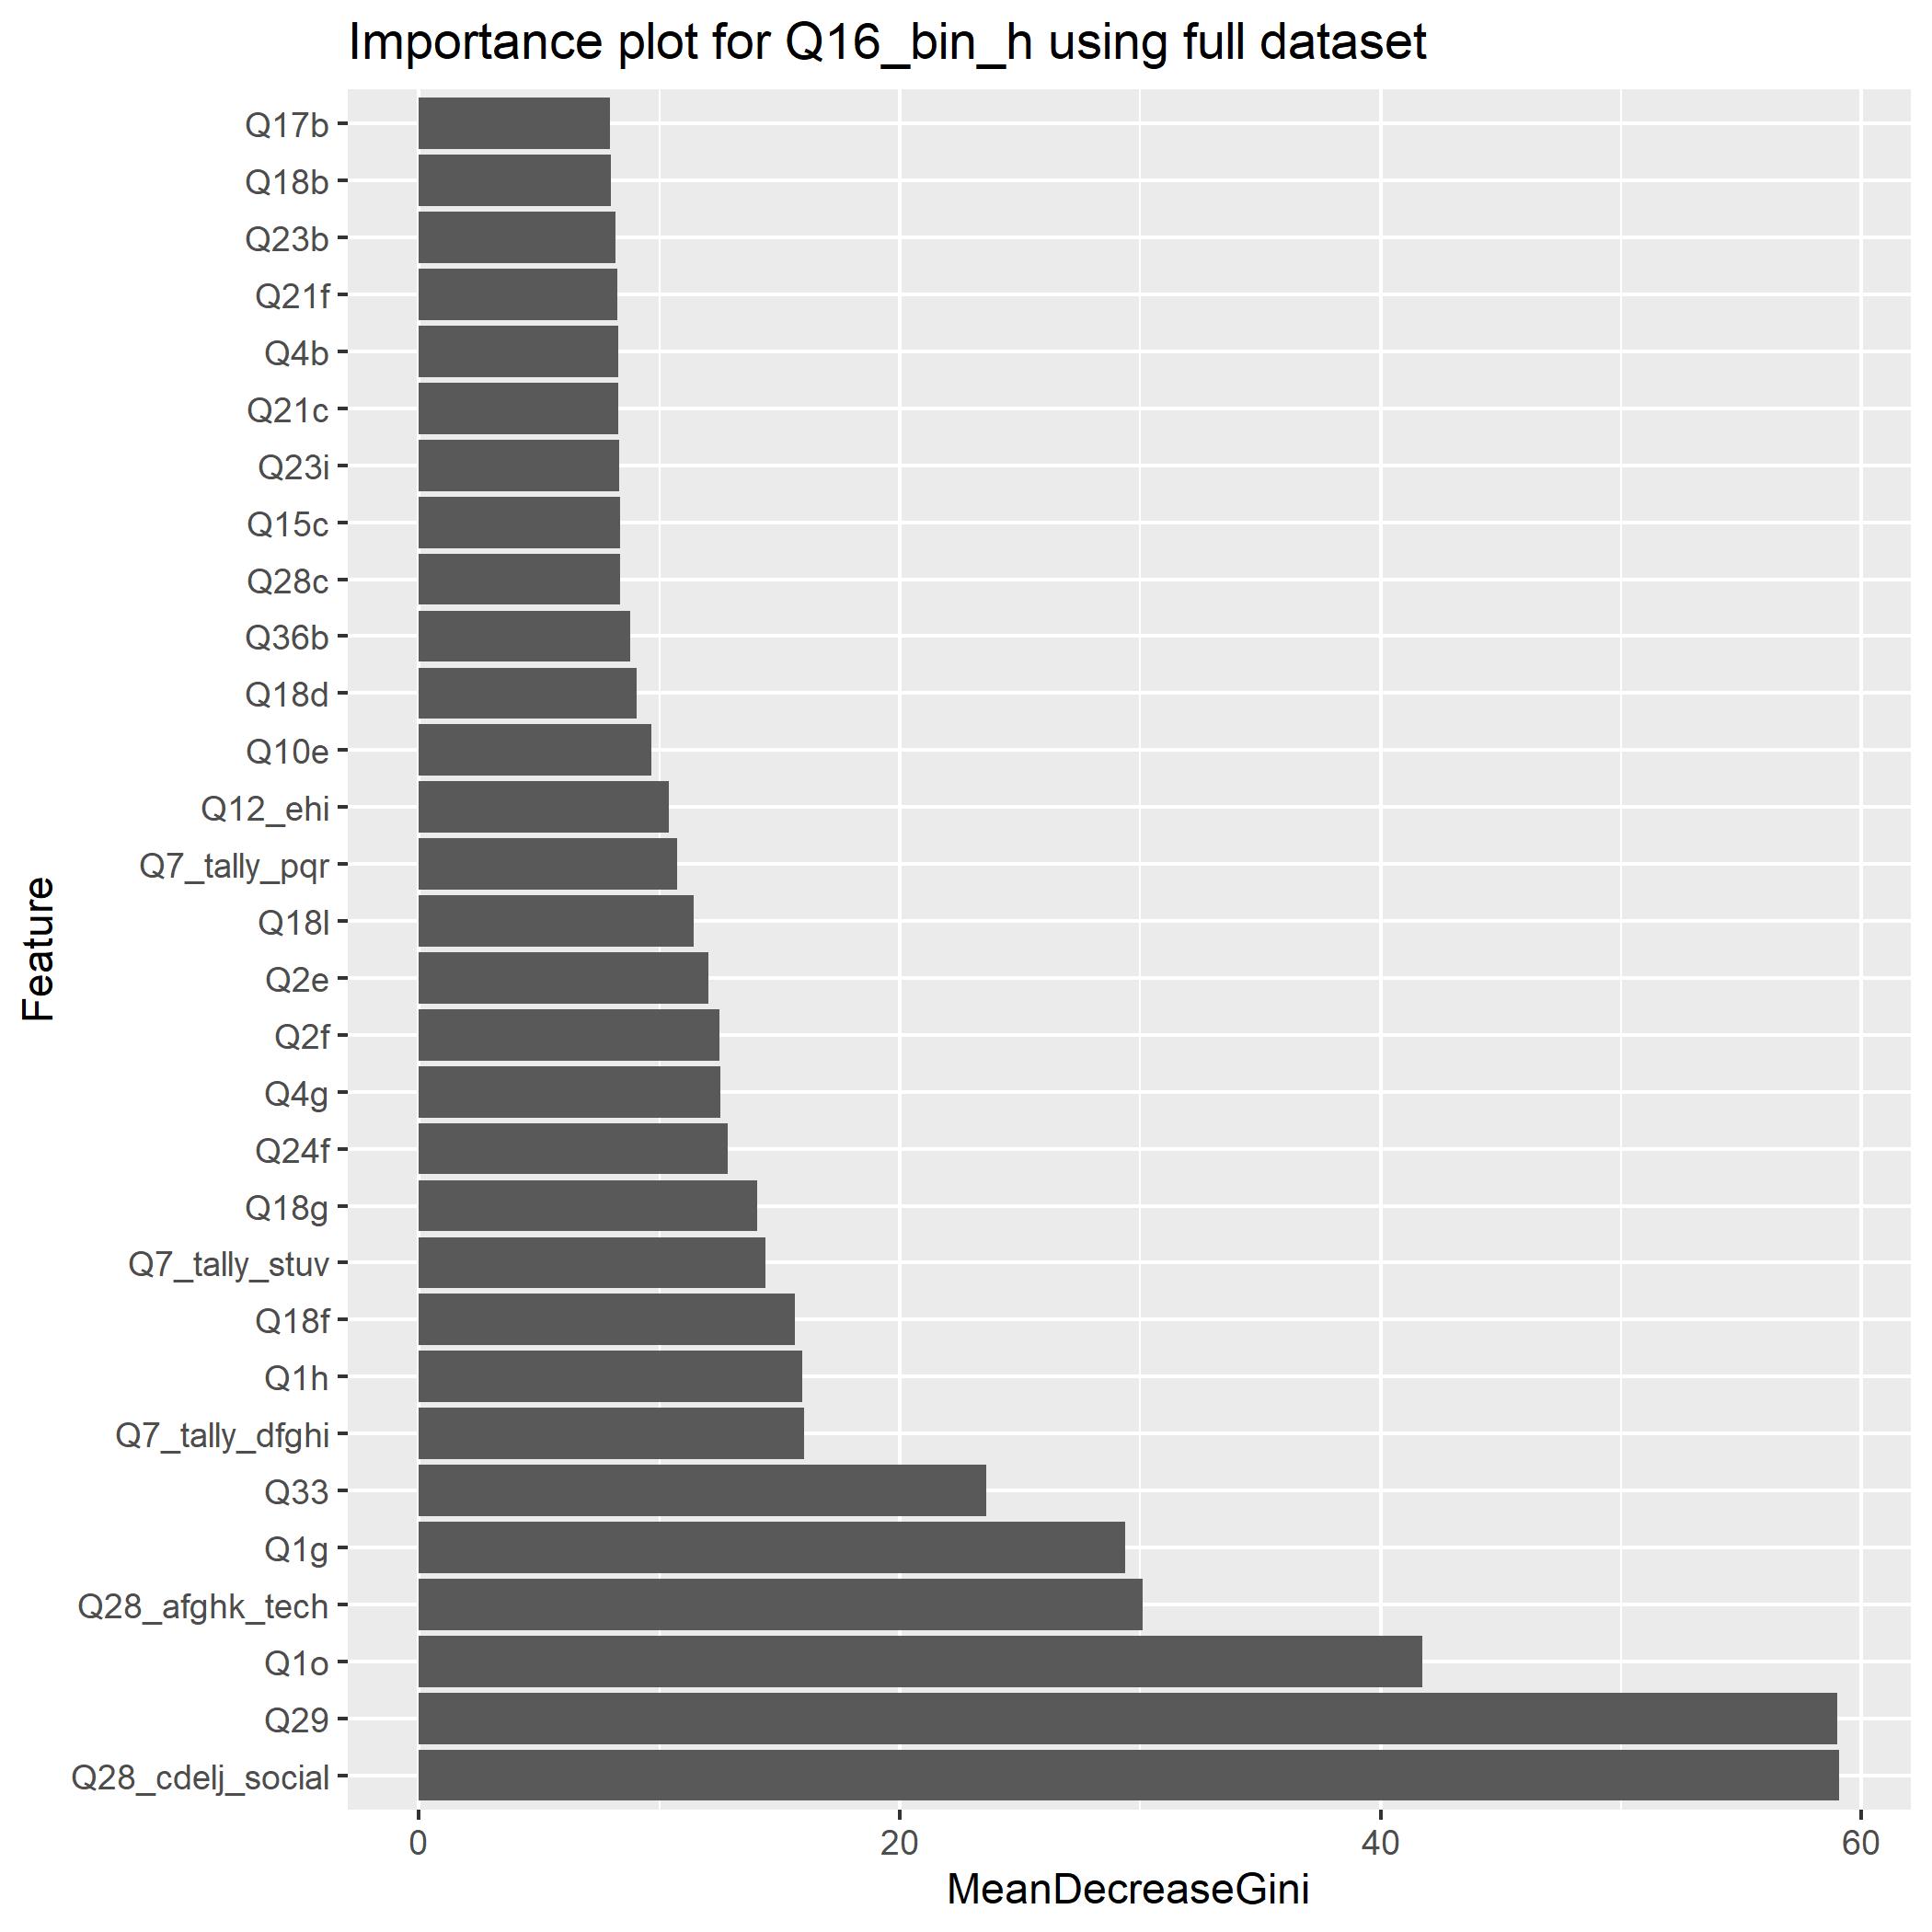 Importance plot for Q16_bin_h using full dataset
Q17b
Q18b
Q23b
Q21f
Q4b
Q21c
Q23i
Q15c
Q28c
Q36b
Q18d
Q10e
Q12_ehi
Q7_tally_pqr
Q18l
Q2e
Q2f
Q4g
Q24f
Q18g
Q7_tally_stuv
Q18f
Q1h
Q7_tally_dfghi
Q33
Q1g
Q28_afghk_tech
Q1o
Q29
Q28_cdelj_social
Feature
0 20 40 60
MeanDecreaseGini